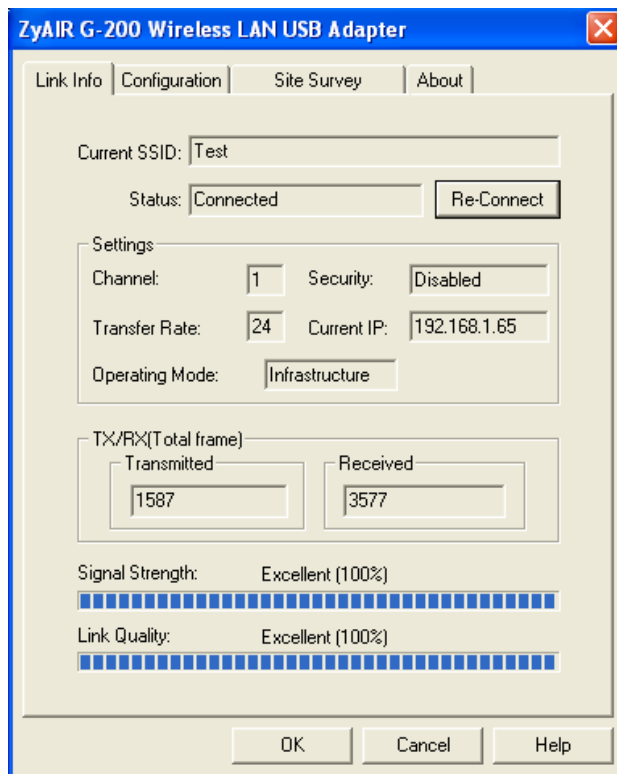 ZyAIR G-200 Wireless LAN USB Adapter
Link Info Configuration Site Survey About
Current SSID: Test
Status: Connected Re-Connect
Settings
Channel: 1 Security: Disabled
Transfer Rate: 24 Current IP: 192.168.1.65
Operating Mode: Infrastructure
TX/RX(Total frame)
Transmitted Received
1587 3577
Signal Strength: Excellent (100%)
Link Quality: Excellent (100%)
OK Cancel Help